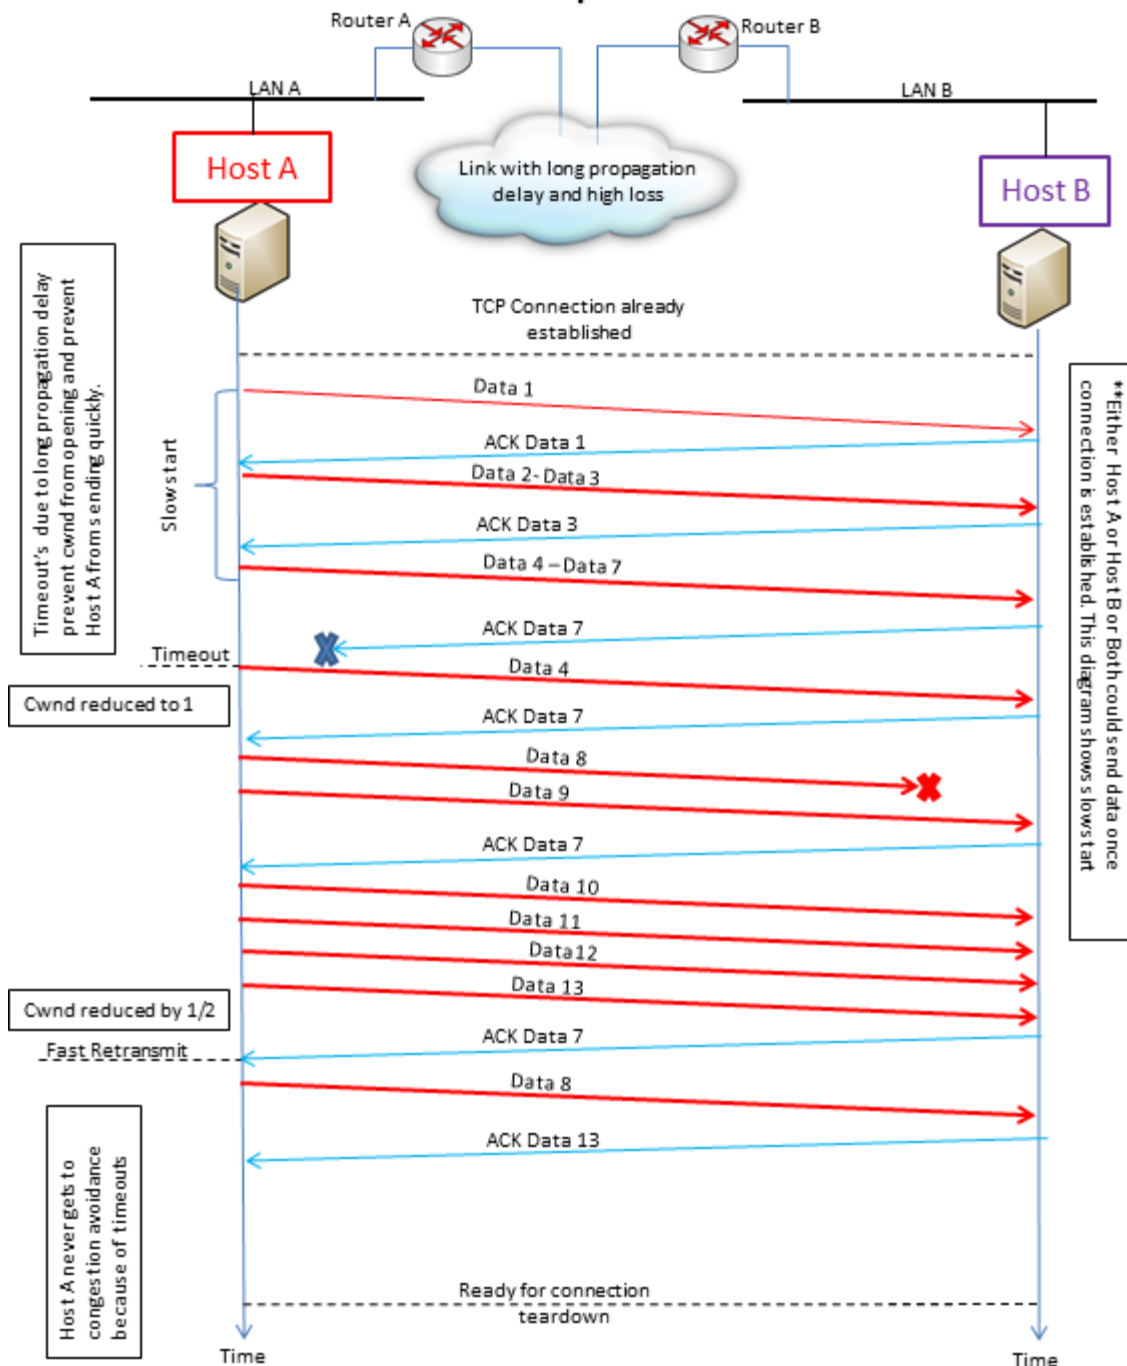 Router A
Router B
LAN A
LAN B
Host A
Link with long propagation
delay and high loss
Host B
Timeout's due to long propagation delay
prevent cwnd from opening and prevent
Host A from sending quickly.
TCP Connection already
established
**Either Host A or Host B or Both could send data once
connection is established. This diagram shows slowstart
Slowstart
Data 1
ACK Data 1
Data 2- Data 3
ACK Data 3
Data 4 – Data 7
ACK Data 7
Timeout
Data 4
Cwnd reduced to 1
ACK Data 7
Data 8
Data 9
ACK Data 7
Data 10
Data 11
Data12
Data 13
Cwnd reduced by 1/2
ACK Data 7
Fast Retransmit
Data 8
ACK Data 13
Host A never gets to
congestion avoidance
because of timeouts
Ready for connection
teardown
Time
Time